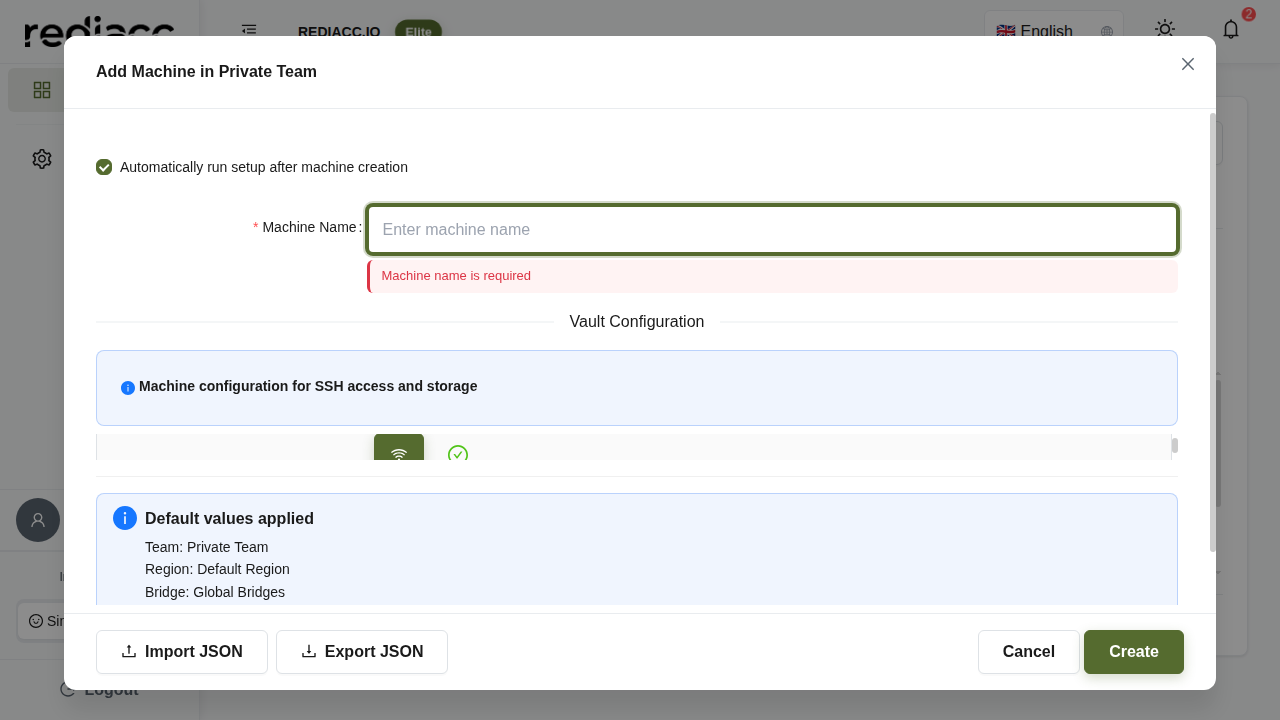 rediacc
REDIACC.IO
Elite
English
2
Add Machine in Private Team
Automatically run setup after machine creation
* Machine Name :
Enter machine name
Machine name is required
Vault Configuration
Machine configuration for SSH access and storage
Default values applied
Team: Private Team
Region: Default Region
Bridge: Global Bridges
Import JSON
Export JSON
Cancel
Create
Logout